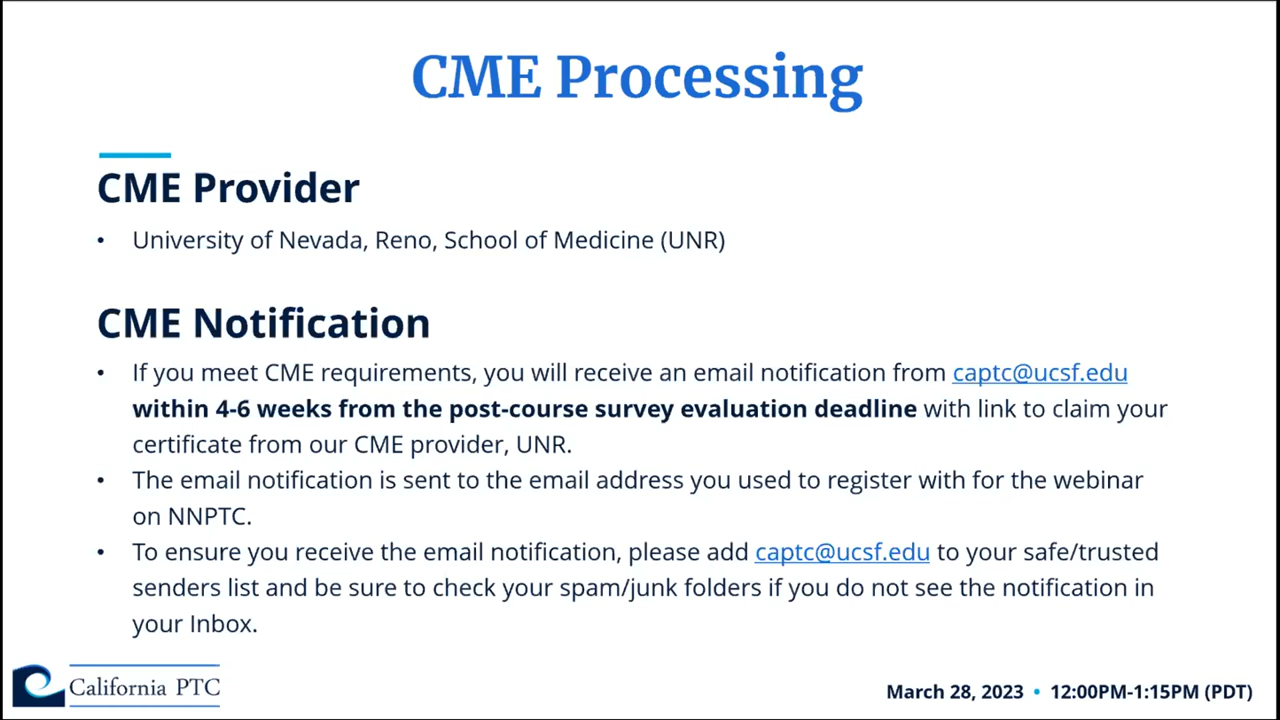 CME Processing
CME Provider
• University of Nevada, Reno, School of Medicine (UNR)
CME Notification
• If you meet CME requirements, you will receive an email notification from captc@ucsf.edu
within 4-6 weeks from the post-course survey evaluation deadline with link to claim your
certificate from our CME provider, UNR.
• The email notification is sent to the email address you used to register with for the webinar
on NNPTC.
• To ensure you receive the email notification, please add captc@ucsf.edu to your safe/trusted
senders list and be sure to check your spam/junk folders if you do not see the notification in
your Inbox.
California PTC
March 28, 2023 • 12:00PM-1:15PM (PDT)